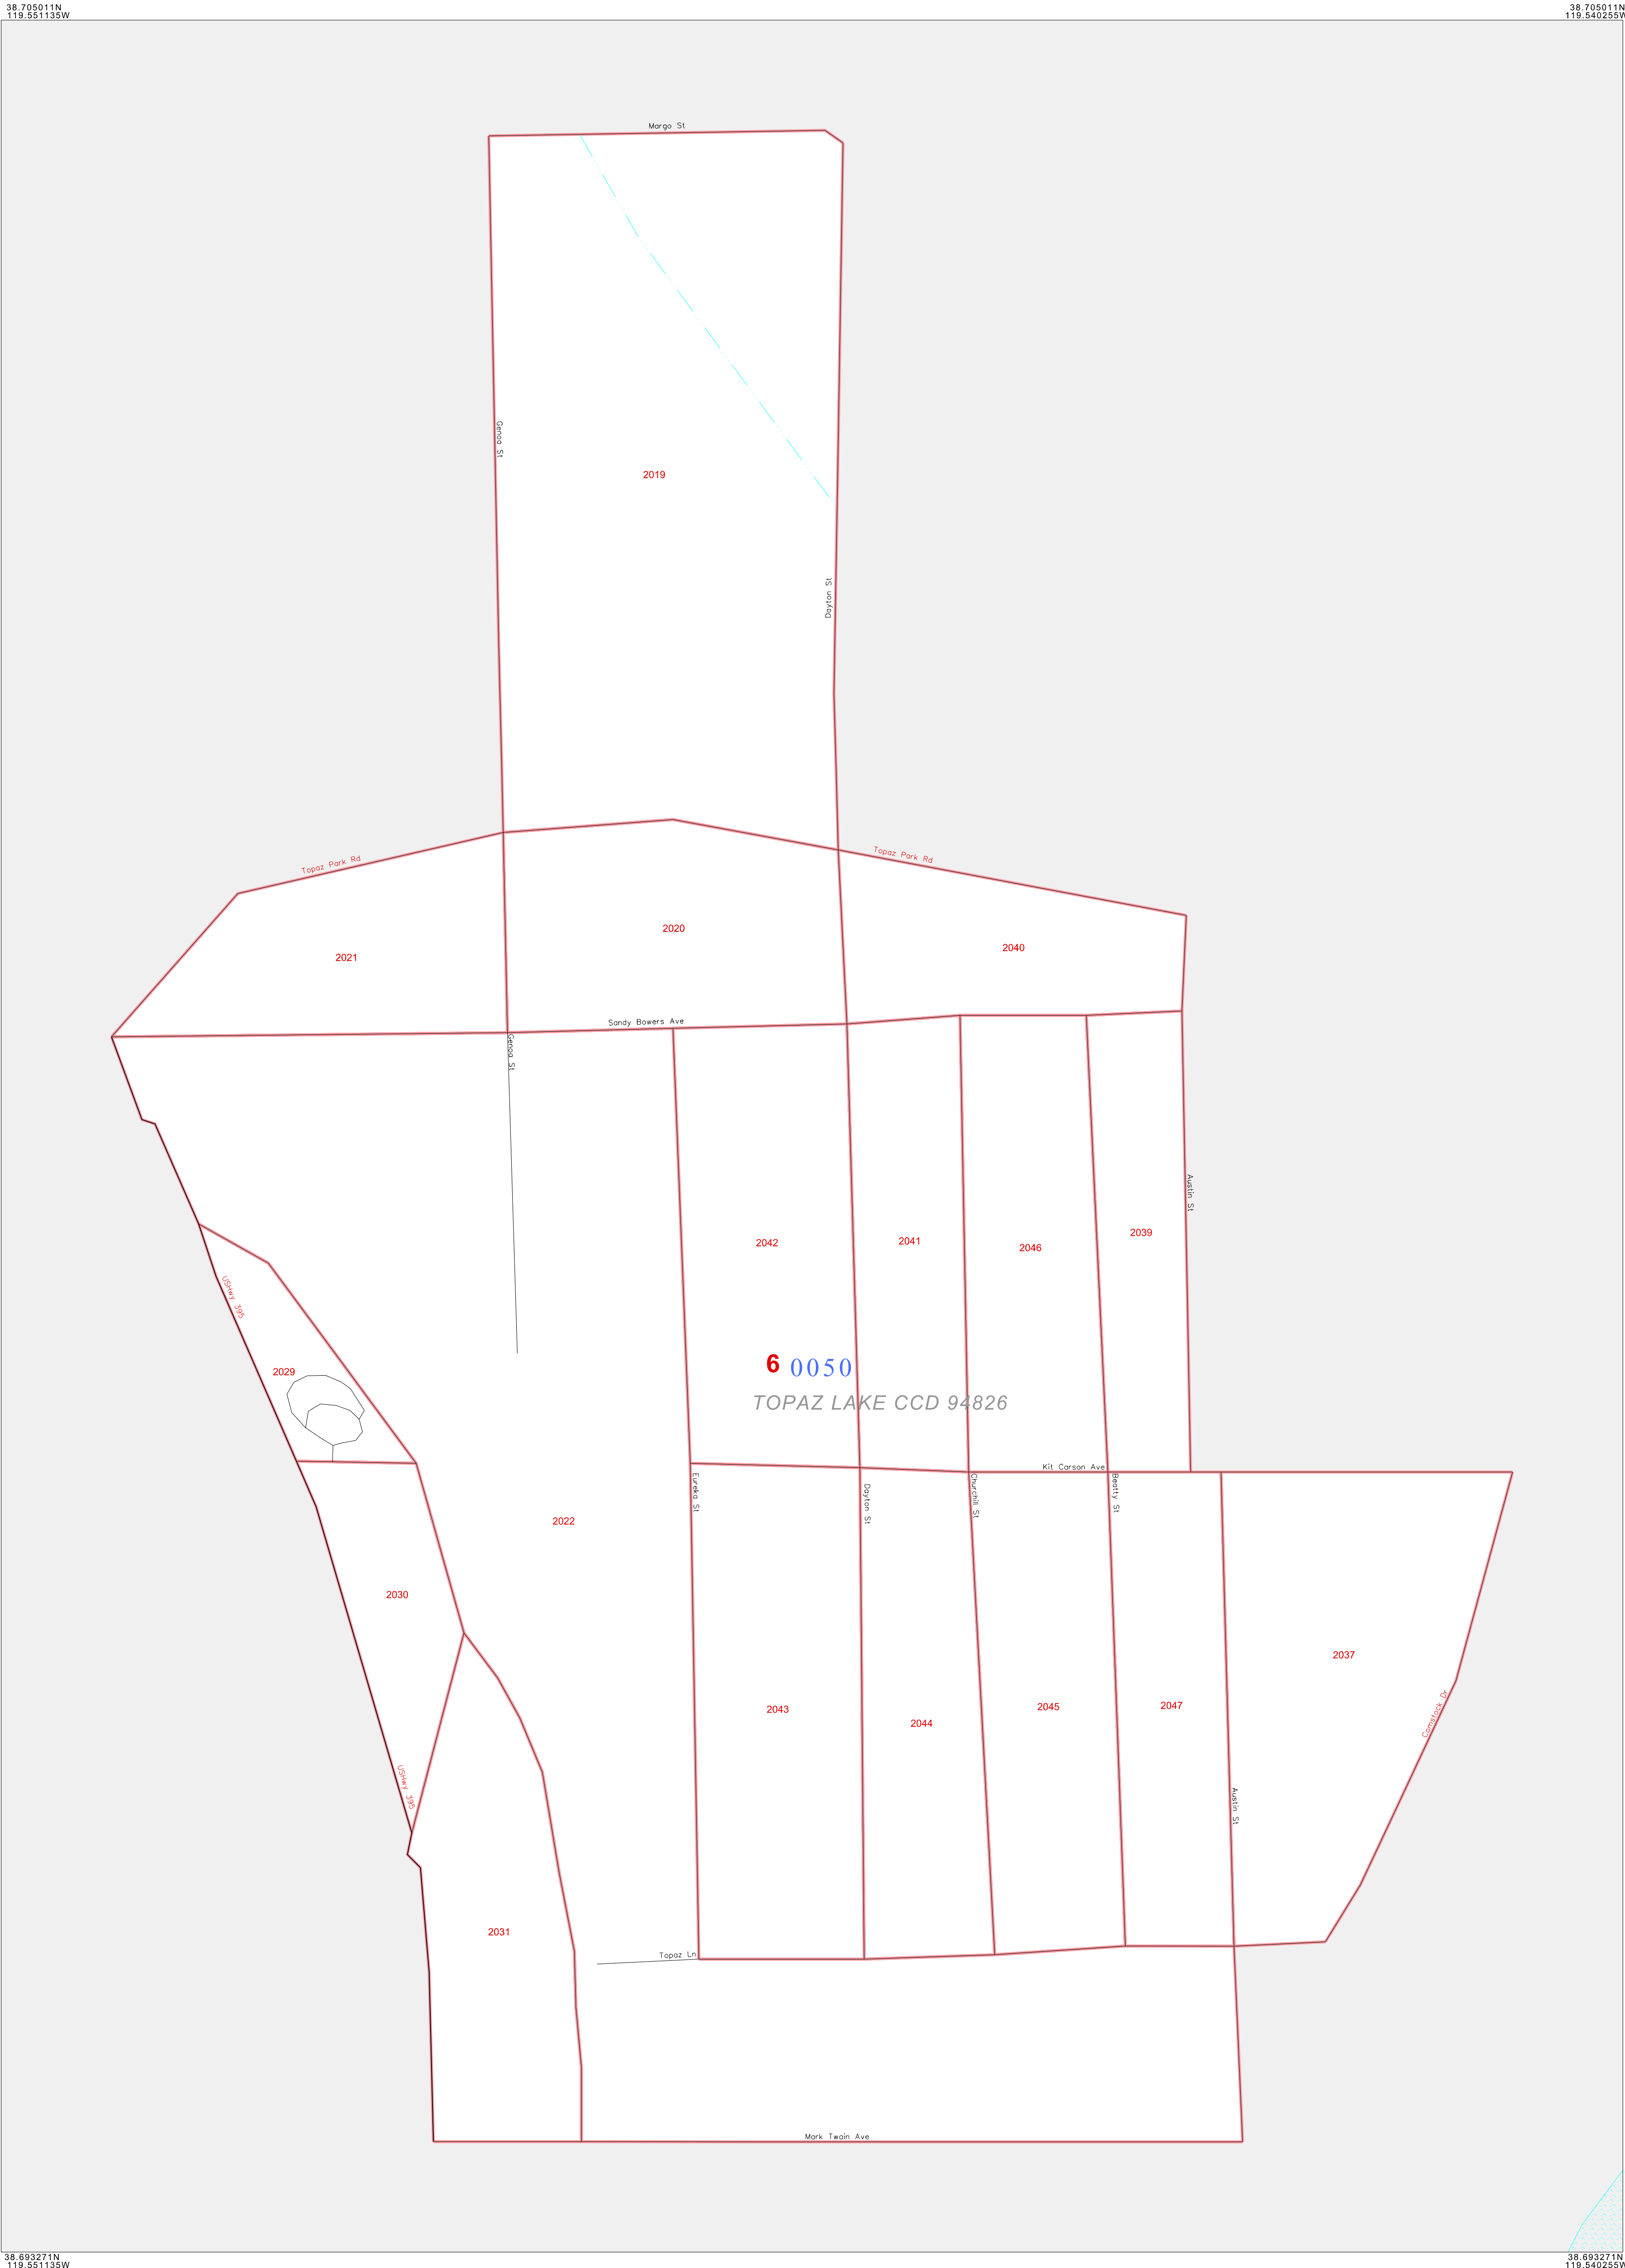 38.705011N
119.551135W
38.705011N
119.540255W
Margo St
Genoa St
2019
Dayton St
Topaz Park Rd
Topaz Park Rd
2020
2040
2021
Sandy Bowers Ave
Genoa St
Austin St
2039
2042
2041
2046
USHwy 395
6 0050
2029
TOPAZ LAKE CCD 94826
Kit Carson Ave
Eureka St
Dayton St
Churchill St
Beatty St
2022
2030
2037
2043
2044
2045
2047
Comstock Dr
USHwy 395
Austin St
2031
Topaz Ln
Mark Twain Ave
38.693271N
119.551135W
38.693271N
119.540255W